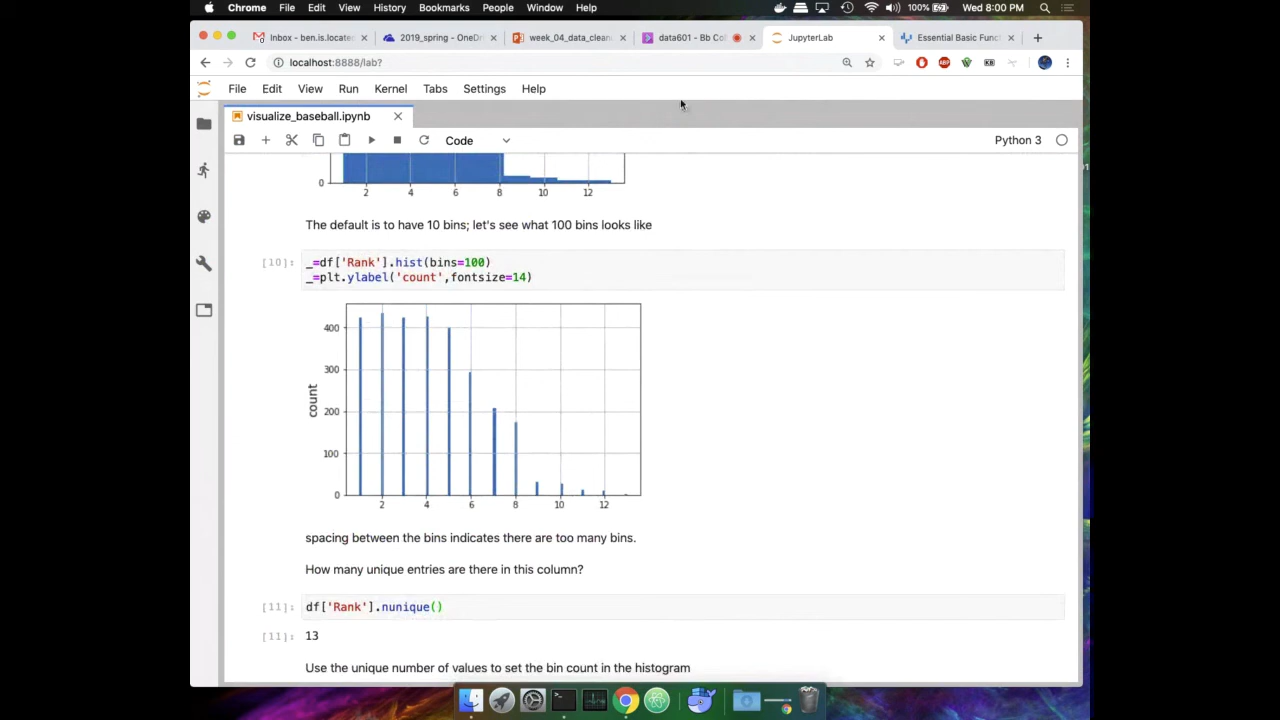 Chrome File Edit View History Bookmarks People Window Help 100% Wed 8:00 PM
Inbox - ben.is.locate 2019_spring - OneDri week_04_data_clean data601 - Bb Col JupyterLab Essential Basic Func
localhost:8888/lab?
File Edit View Run Kernel Tabs Settings Help
visualize_baseball.ipynb
Code Python 3
0
2 4 6 8 10 12
The default is to have 10 bins; let's see what 100 bins looks like
[10]: _=df['Rank'].hist(bins=100)
_=plt.ylabel('count',fontsize=14)
400
300
200
100
0
count
2 4 6 8 10 12
spacing between the bins indicates there are too many bins.
How many unique entries are there in this column?
[11]: df['Rank'].nunique()
[11]: 13
Use the unique number of values to set the bin count in the histogram